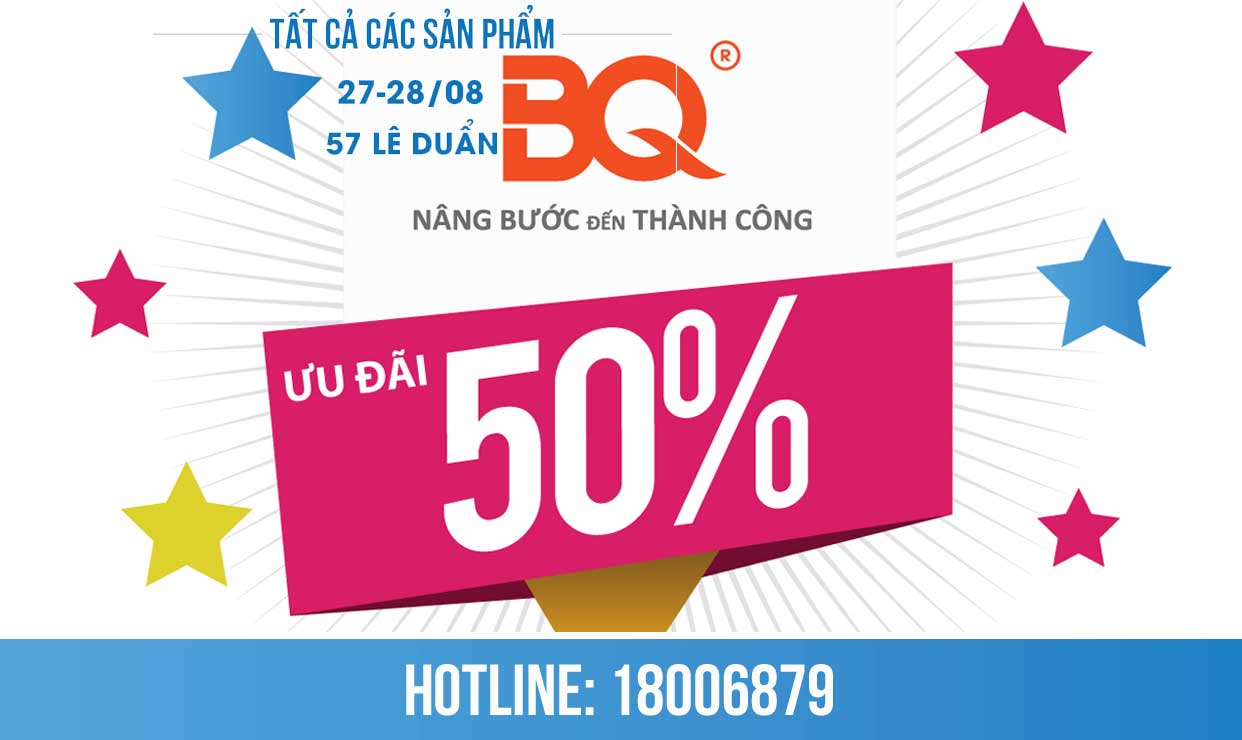 TẤT CẢ CÁC SẢN PHẨM
27-28/08
57 LÊ DUẨN
BQ®
NÂNG BƯỚC ĐẾN THÀNH CÔNG
ƯU ĐÃI
50%
HOTLINE: 18006879